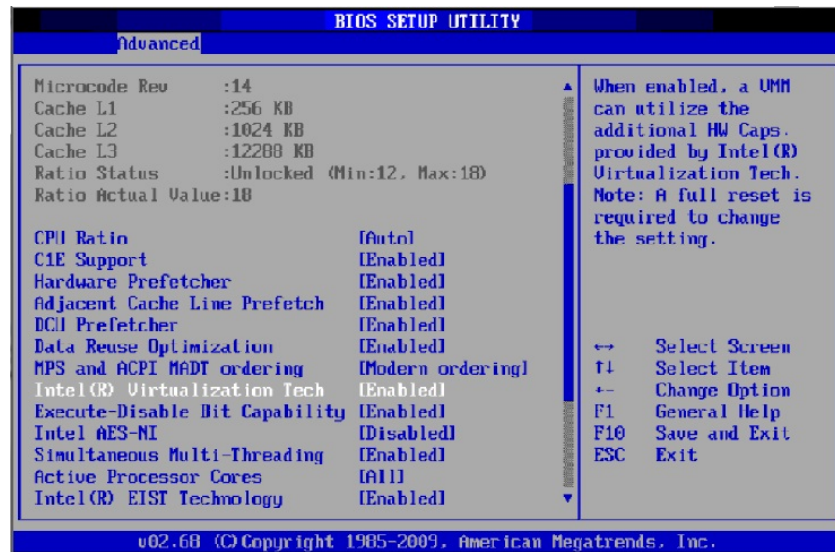 BIOS SETUP UTILITY
Advanced
Microcode Rev :14
Cache L1 :256 KB
Cache L2 :1024 KB
Cache L3 :12288 KB
Ratio Status :Unlocked (Min:12, Max:18)
Ratio Actual Value:18
CPU Ratio [Auto]
C1E Support [Enabled]
Hardware Prefetcher [Enabled]
Adjacent Cache Line Prefetch [Enabled]
DCU Prefetcher [Enabled]
Data Reuse Optimization [Enabled]
MPS and ACPI MADT ordering [Modern ordering]
Intel(R) Virtualization Tech [Enabled]
Execute-Disable Bit Capability [Enabled]
Intel AES-NI [Disabled]
Simultaneous Multi-Threading [Enabled]
Active Processor Cores [All]
Intel(R) EIST Technology [Enabled]
When enabled, a VMM
can utilize the
additional HW Caps.
provided by Intel(R)
Virtualization Tech.
Note: A full reset is
required to change
the setting.
↔ Select Screen
↑↓ Select Item
+- Change Option
F1 General Help
F10 Save and Exit
ESC Exit
v02.68 (C)Copyright 1985-2009, American Megatrends, Inc.